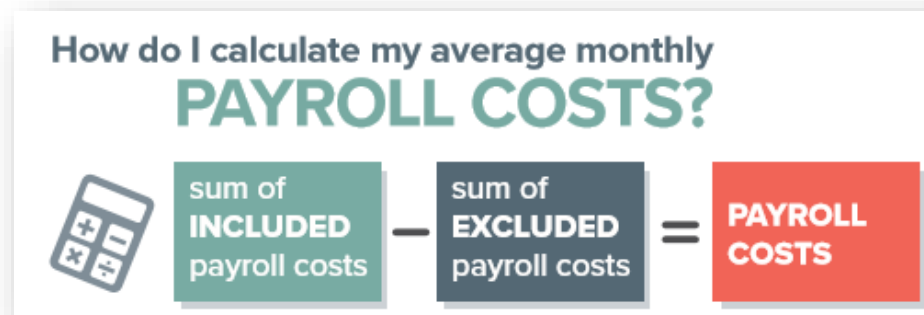 How do I calculate my average monthly
PAYROLL COSTS?
sum of
INCLUDED
payroll costs
−
sum of
EXCLUDED
payroll costs
=
PAYROLL
COSTS